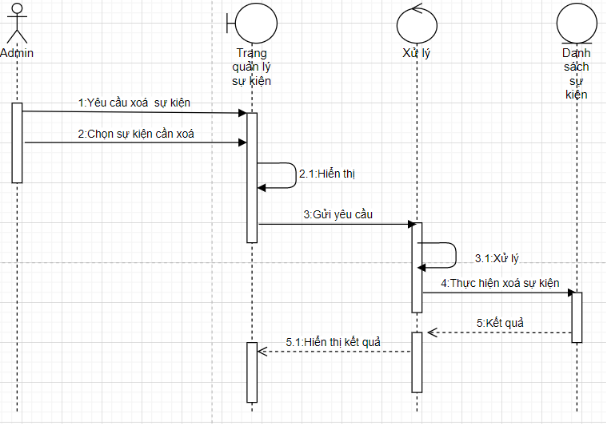 Admin
Trang
quản lý
sự kiện
Xử lý
Danh
sách
sự
kiện
1:Yêu cầu xoá sự kiện
2:Chọn sự kiện cần xoá
2.1:Hiển thị
3:Gửi yêu cầu
3.1:Xử lý
4:Thực hiện xoá sự kiện
5:Kết quả
5.1:Hiển thị kết quả